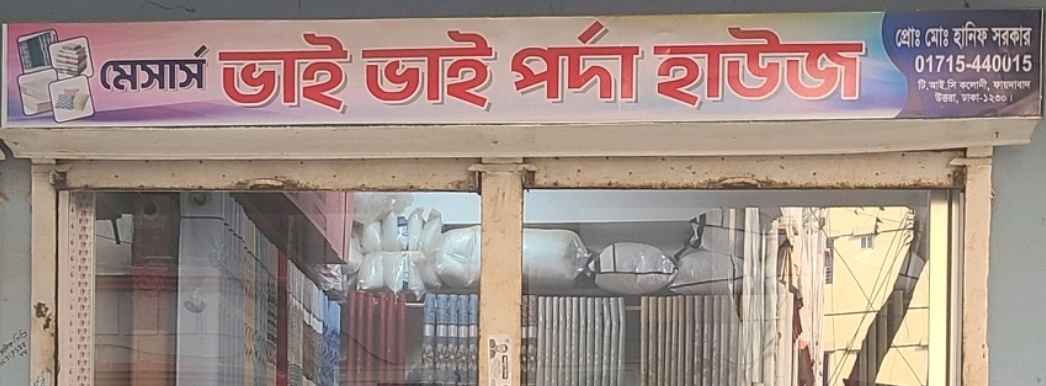 মেসার্স ভাই ভাই পর্দা হাউজ
প্রোঃ মোঃ হানিফ সরকার
01715-440015
টি.আই.সি কলোনী, ফায়দাবাদ
উত্তরা, ঢাকা-১২৩০।